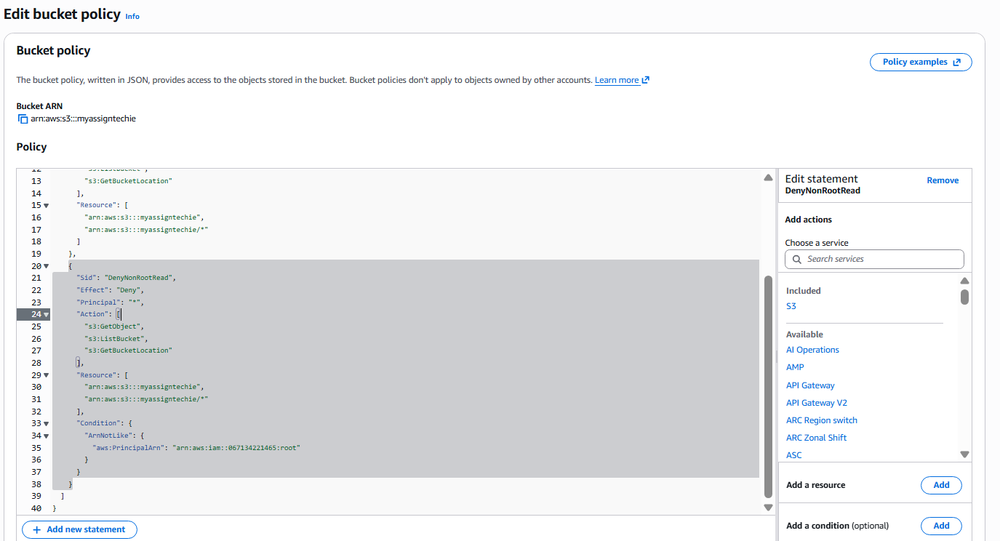 Edit bucket policy Info
Bucket policy
Policy examples
The bucket policy, written in JSON, provides access to the objects stored in the bucket. Bucket policies don't apply to objects owned by other accounts. Learn more
Bucket ARN
arn:aws:s3:::myassigntechie
Policy
12 "s3:ListBucket",
13 "s3:GetBucketLocation"
14 ],
15 "Resource": [
16 "arn:aws:s3:::myassigntechie",
17 "arn:aws:s3:::myassigntechie/*"
18 ]
19 },
20 {
21 "Sid": "DenyNonRootRead",
22 "Effect": "Deny",
23 "Principal": "*",
24 "Action": [
25 "s3:GetObject",
26 "s3:ListBucket",
27 "s3:GetBucketLocation"
28 ],
29 "Resource": [
30 "arn:aws:s3:::myassigntechie",
31 "arn:aws:s3:::myassigntechie/*"
32 ],
33 "Condition": {
34 "ArnNotLike": {
35 "aws:PrincipalArn": "arn:aws:iam::067134221465:root"
36 }
37 }
38 }
39 ]
40 }
+ Add new statement
Edit statement
Remove
DenyNonRootRead
Add actions
Choose a service
Search services
Included
S3
Available
AI Operations
AMP
API Gateway
API Gateway V2
ARC Region switch
ARC Zonal Shift
ASC
Add a resource
Add
Add a condition (optional)
Add